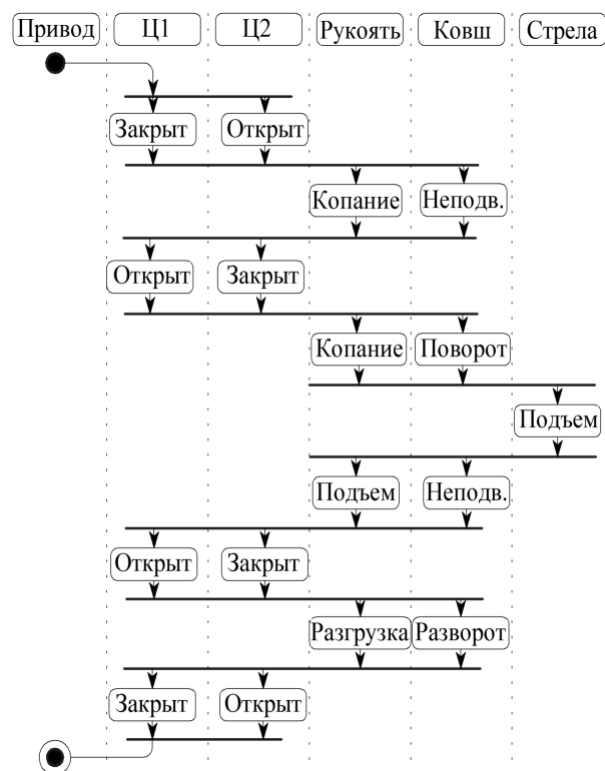 Привод Ц1 Ц2 Рукоять Ковш Стрела
Закрыт Открыт
Копание Неподв.
Открыт Закрыт
Копание Поворот
Подъем
Подъем Неподв.
Открыт Закрыт
Разгрузка Разворот
Закрыт Открыт